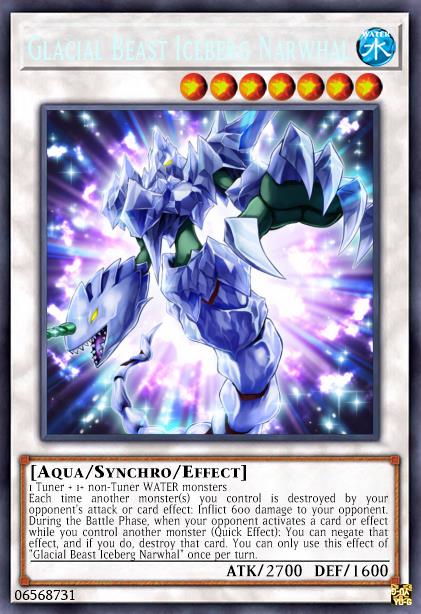 Glacial Beast Iceberg Narwhal
WATER
水
[Aqua/Synchro/Effect]
1 Tuner + 1+ non-Tuner WATER monsters
Each time another monster(s) you control is destroyed by your
opponent's attack or card effect: Inflict 600 damage to your opponent.
During the Battle Phase, when your opponent activates a card or effect
while you control another monster (Quick Effect): You can negate that
effect, and if you do, destroy that card. You can only use this effect of
"Glacial Beast Iceberg Narwhal" once per turn.
ATK/2700 DEF/1600
06568731